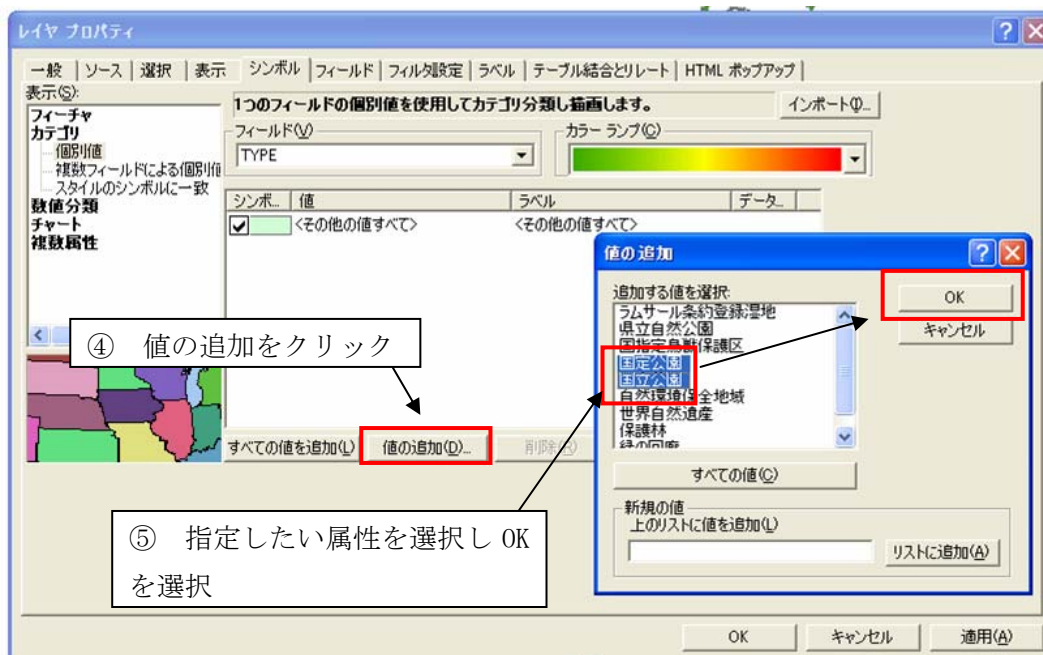 レイヤ プロパティ
一般 ソース 選択 表示 シンボル フィールド フィルタ設定 ラベル テーブル結合とリレート HTML ポップアップ
表示(S):
フィーチャ
カテゴリ
個別値
複数フィールドによる個別値
スタイルのシンボルに一致
数値分類
チャート
複数属性
1つのフィールドの個別値を使用してカテゴリ分類し描画します。
インポート(I)...
フィールド(V)
TYPE
カラー ランプ(C)
シンボ... 値 ラベル データ...
<その他の値すべて> <その他の値すべて>
④ 値の追加をクリック
すべての値を追加(L) 値の追加(D)... 削除(R)
⑤ 指定したい属性を選択し OK
を選択
値の追加
追加する値を選択:
ラムサール条約登録湿地
県立自然公園
国指定鳥獣保護区
国定公園
国立公園
自然環境保全地域
世界自然遺産
保護林
緑の回廊
OK
キャンセル
すべての値(C)
新規の値
上のリストに値を追加(L)
リストに追加(A)
OK キャンセル 適用(A)